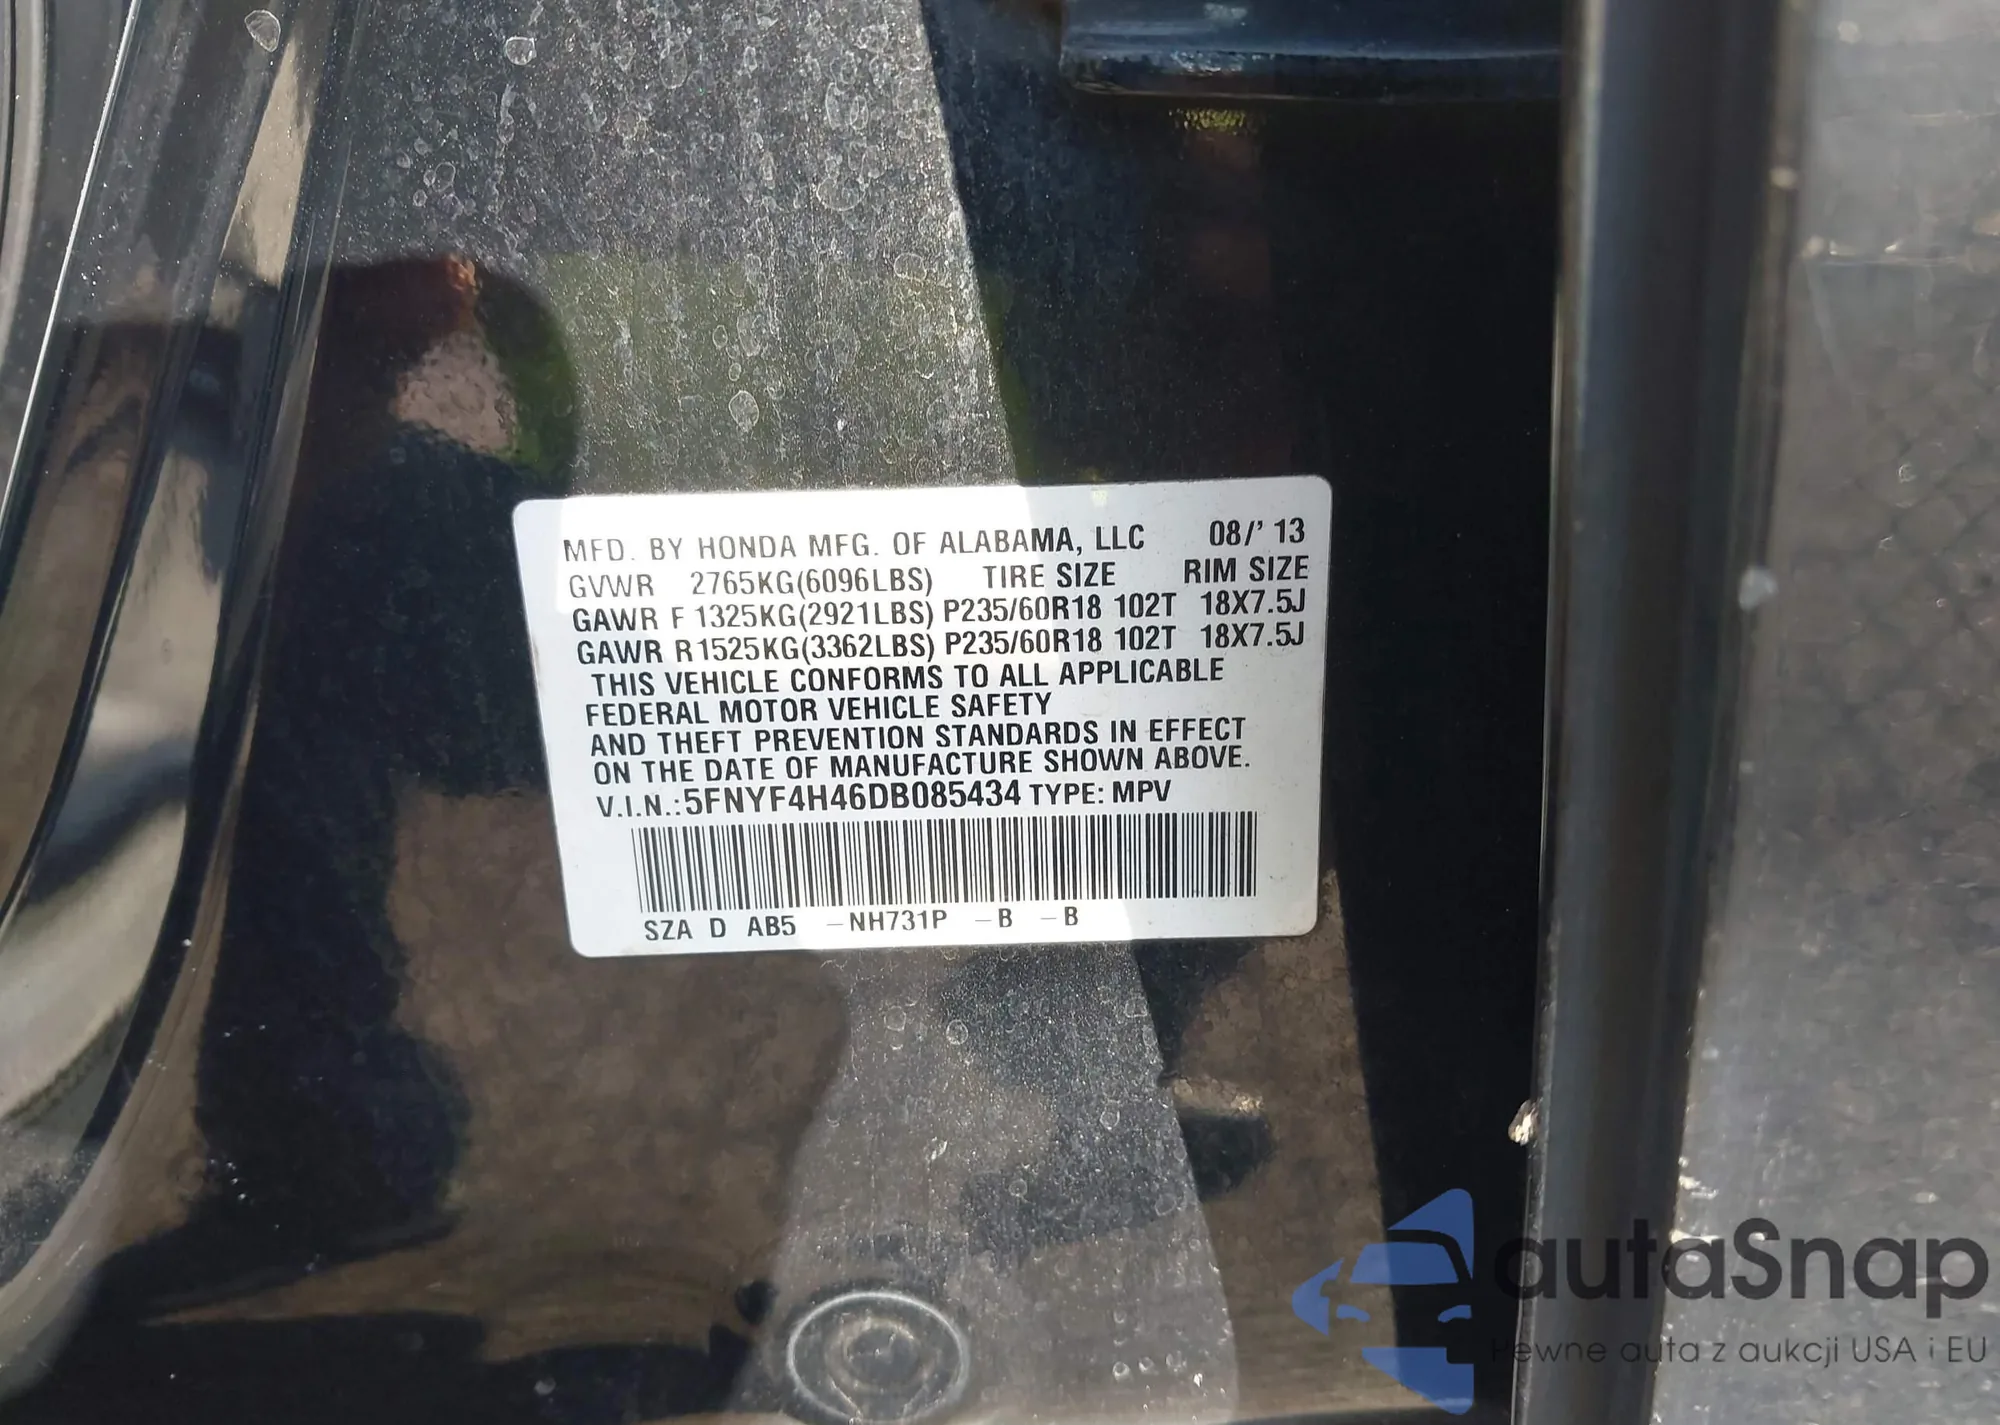 MFD. BY HONDA MFG. OF ALABAMA, LLC 08/' 13
GVWR 2765KG(6096LBS) TIRE SIZE RIM SIZE
GAWR F 1325KG(2921LBS) P235/60R18 102T 18X7.5J
GAWR R 1525KG(3362LBS) P235/60R18 102T 18X7.5J
THIS VEHICLE CONFORMS TO ALL APPLICABLE
FEDERAL MOTOR VEHICLE SAFETY
AND THEFT PREVENTION STANDARDS IN EFFECT
ON THE DATE OF MANUFACTURE SHOWN ABOVE.
V.I.N.:5FNYF4H46DB085434 TYPE: MPV
SZA D AB5 -NH731P -B -B
autaSnap
Pewne auta z aukcji USA i EU